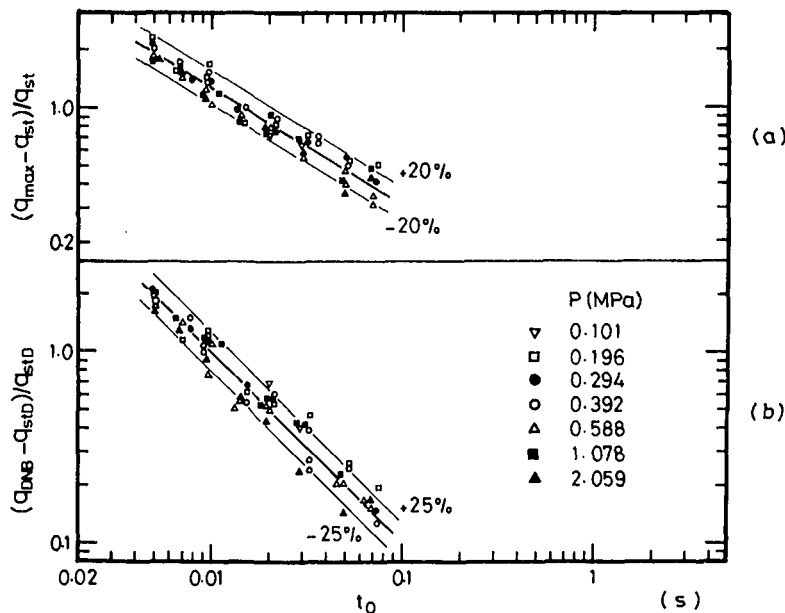 (q_max-q_st)/q_st
1.0
0.2
+20%
-20%
(a)
(q_DNB-q_stD)/q_stD
1.0
0.1
P (MPa)
▽ 0.101
□ 0.196
● 0.294
○ 0.392
△ 0.588
■ 1.078
▲ 2.059
+25%
-25%
(b)
0.02
0.01
0.1
1
t_0
(s)